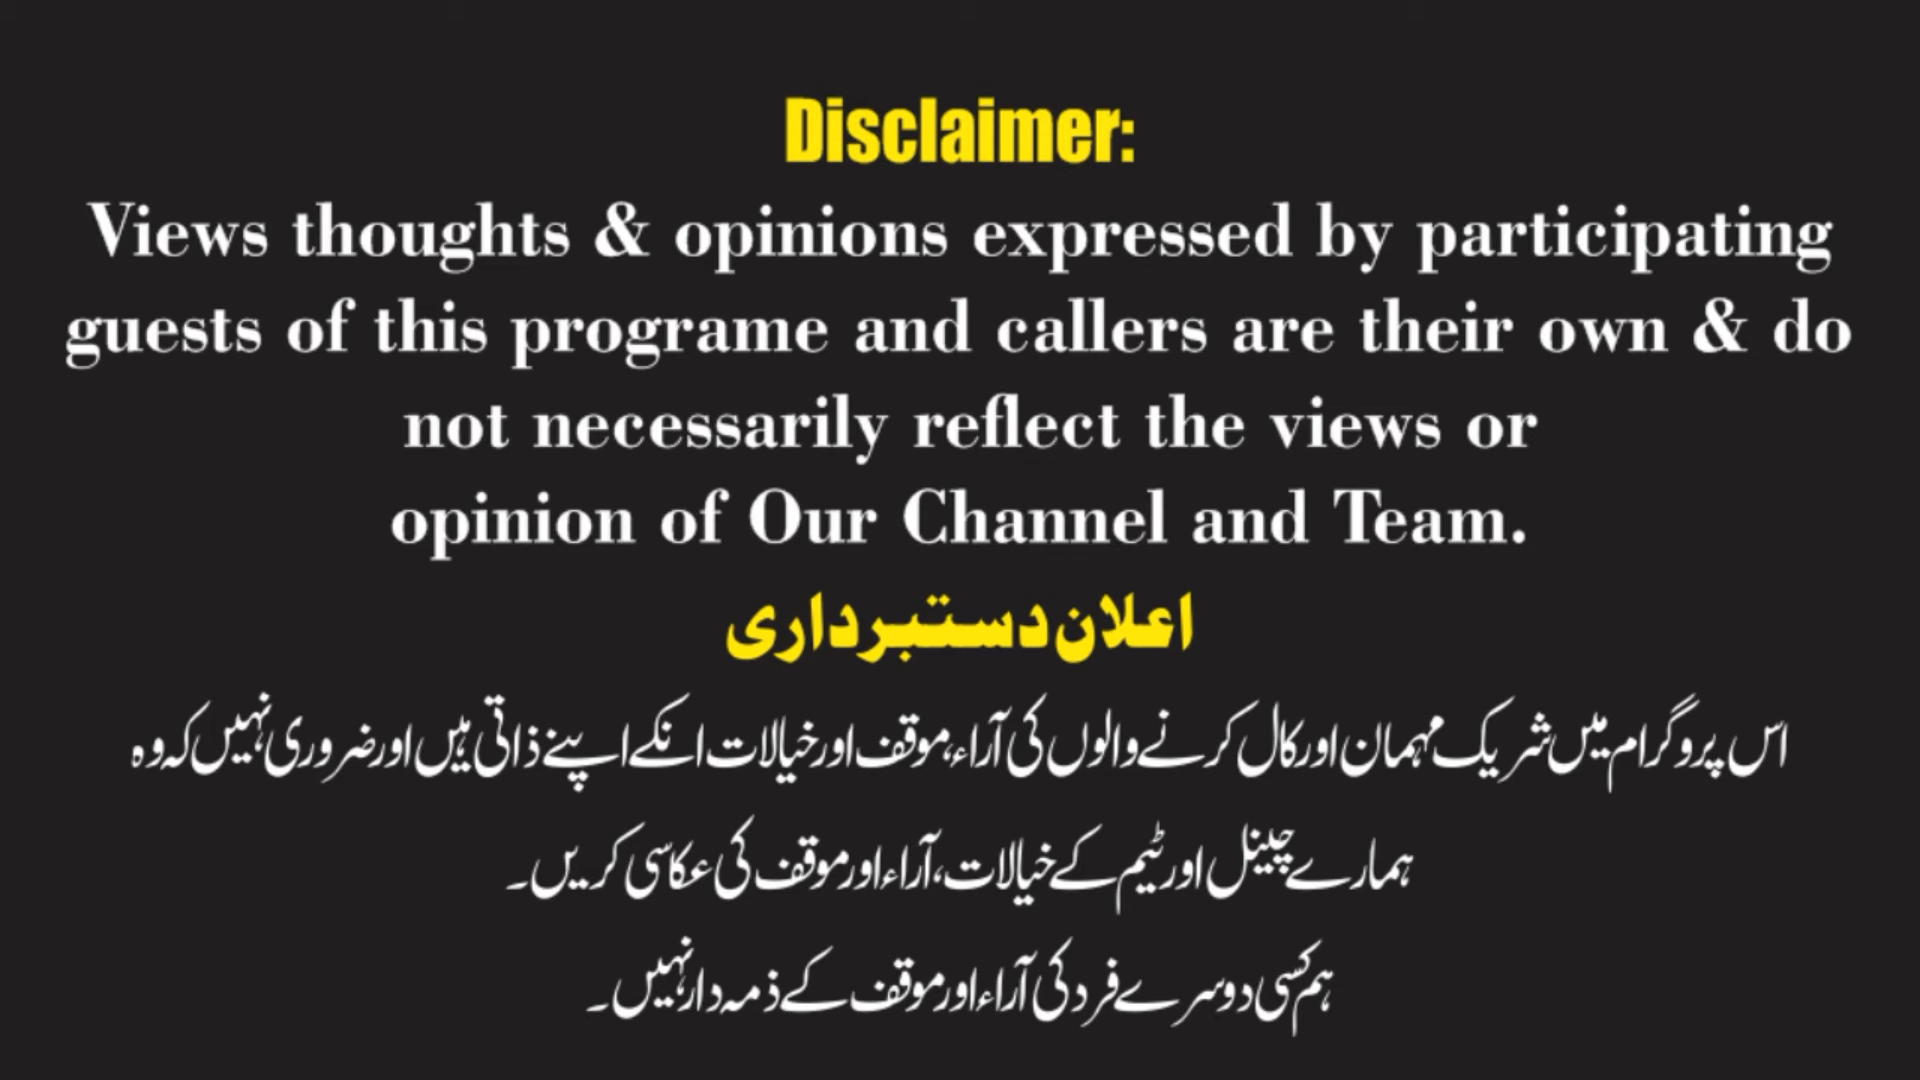 Disclaimer:
Views thoughts & opinions expressed by participating
guests of this programe and callers are their own & do
not necessarily reflect the views or
opinion of Our Channel and Team.
اعلان دستبرداری
اس پروگرام میں شریک مہمان اور کال کرنے والوں کی آراء، موقف اور خیالات انکے اپنے ذاتی ہیں اور ضروری نہیں کہ وہ
ہمارے چینل اور ٹیم کے خیالات، آراء اور موقف کی عکاسی کریں۔
ہم کسی دوسرے فرد کی آراء اور موقف کے ذمہ دار نہیں۔